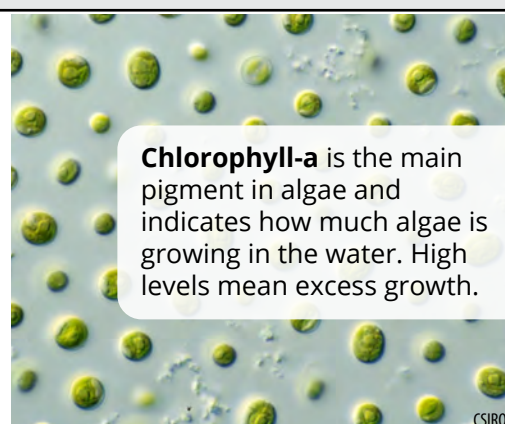 Chlorophyll-a is the main
pigment in algae and
indicates how much algae is
growing in the water. High
levels mean excess growth.
CSIRO